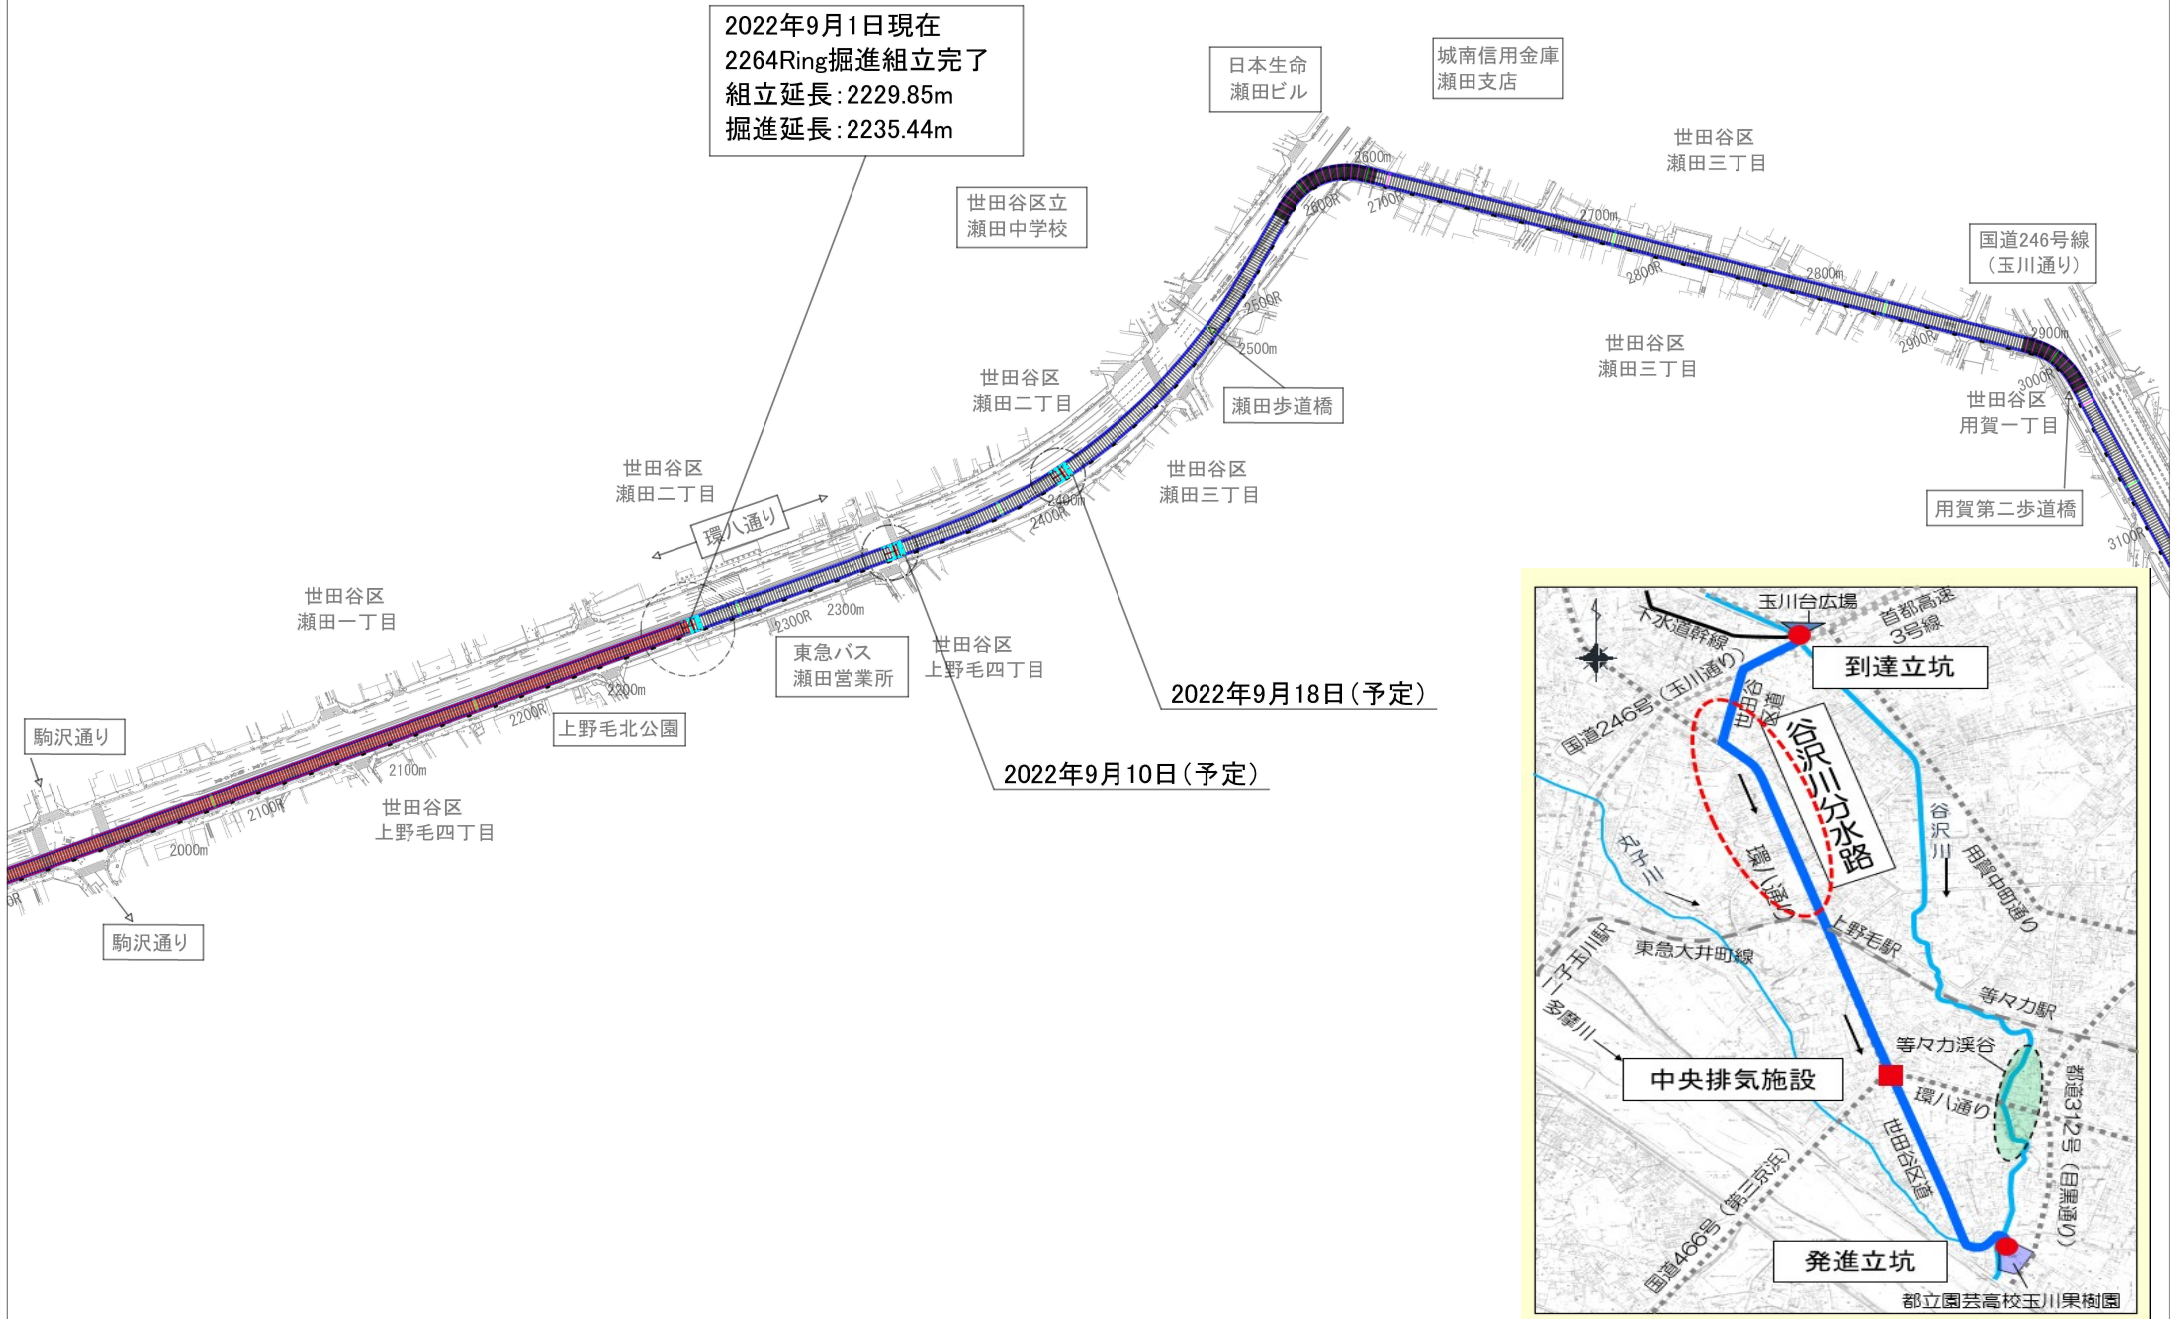 2022年9月1日現在
2264Ring掘進組立完了
組立延長:2229.85m
掘進延長:2235.44m
日本生命
瀬田ビル
城南信用金庫
瀬田支店
世田谷区
瀬田三丁目
世田谷区立
瀬田中学校
国道246号線
(玉川通り)
2600m
2600R
2700R
2700m
2800R
2800m
2900R
2900m
3000R
3100R
2500R
2500m
世田谷区
瀬田三丁目
世田谷区
用賀一丁目
用賀第二歩道橋
世田谷区
瀬田二丁目
瀬田歩道橋
世田谷区
瀬田三丁目
世田谷区
瀬田二丁目
環八通り
2400m
2400R
2300m
2300R
世田谷区
瀬田一丁目
東急バス
瀬田営業所
世田谷区
上野毛四丁目
2022年9月18日(予定)
2022年9月10日(予定)
2200m
2200R
上野毛北公園
駒沢通り
2100m
2100R
世田谷区
上野毛四丁目
2000m
0R
駒沢通り
玉川台広場
下水道幹線
首都高速
3号線
到達立坑
国道246号(玉川通り)
世田谷
区道
谷沢川分水路
谷沢川
丸子川
環八通り
用賀中町通り
上野毛駅
東急大井町線
二子玉川駅
多摩川
等々力駅
等々力渓谷
中央排気施設
環八通り
都道312号(目黒通り)
世田谷区道
国道466号(第三京浜)
発進立坑
都立園芸高校玉川果樹園